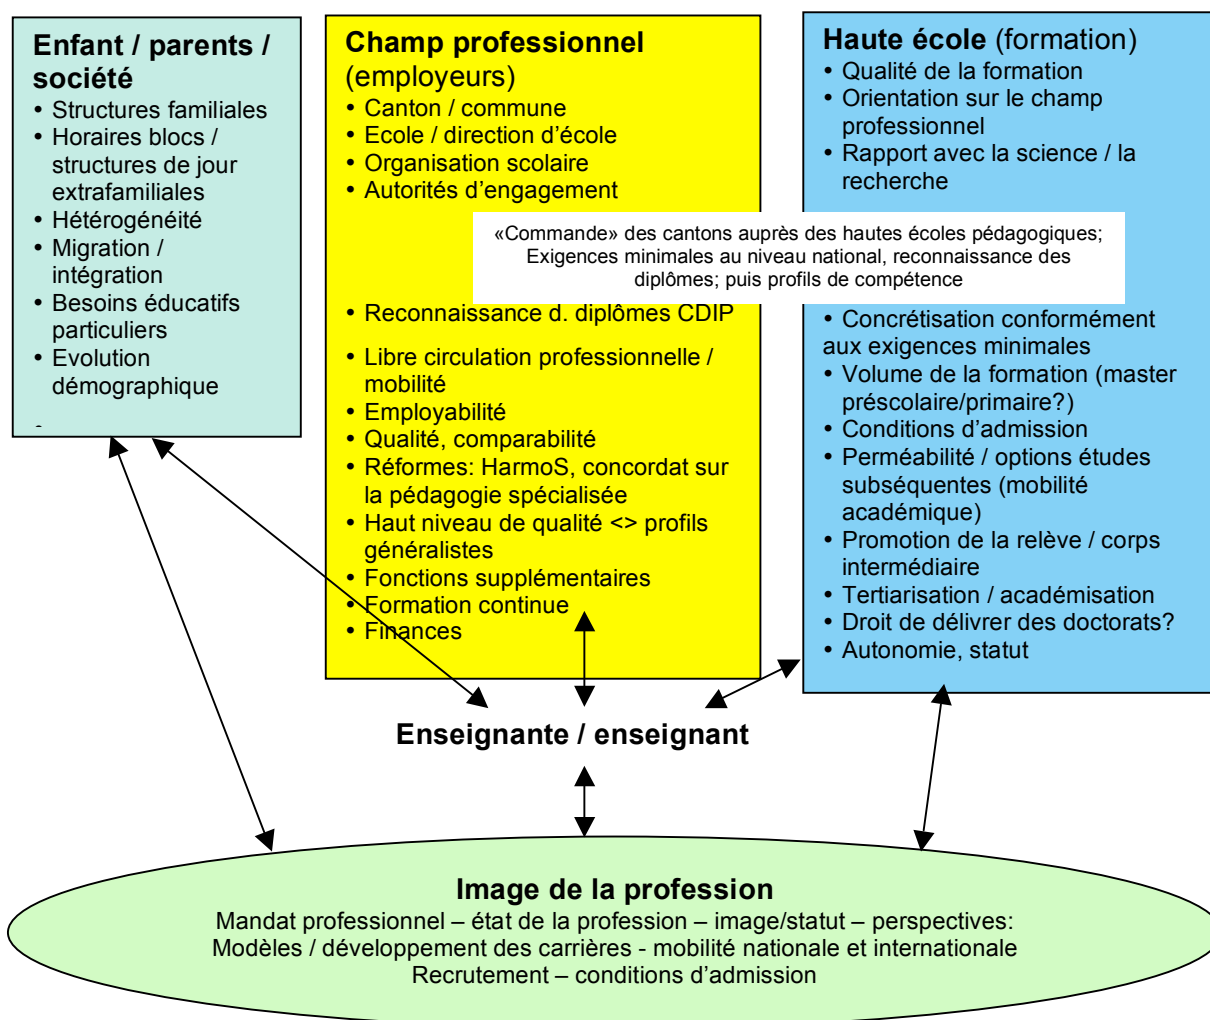 Enfant / parents /
société
• Structures familiales
• Horaires blocs /
structures de jour
extrafamiliales
• Hétérogénéité
• Migration /
intégration
• Besoins éducatifs
particuliers
• Evolution
démographique
Champ professionnel
(employeurs)
• Canton / commune
• Ecole / direction d'école
• Organisation scolaire
• Autorités d'engagement
Haute école (formation)
• Qualité de la formation
• Orientation sur le champ
professionnel
• Rapport avec la science / la
recherche
«Commande» des cantons auprès des hautes écoles pédagogiques;
Exigences minimales au niveau national, reconnaissance des
diplômes; puis profils de compétence
• Reconnaissance d. diplômes CDIP
• Libre circulation professionnelle /
mobilité
• Employabilité
• Qualité, comparabilité
• Réformes: HarmoS, concordat sur
la pédagogie spécialisée
• Haut niveau de qualité <> profils
généralistes
• Fonctions supplémentaires
• Formation continue
• Finances
• Concrétisation conformément
aux exigences minimales
• Volume de la formation (master
préscolaire/primaire?)
• Conditions d'admission
• Perméabilité / options études
subséquentes (mobilité
académique)
• Promotion de la relève / corps
intermédiaire
• Tertiarisation / académisation
• Droit de délivrer des doctorats?
• Autonomie, statut
Enseignante / enseignant
Image de la profession
Mandat professionnel – état de la profession – image/statut – perspectives:
Modèles / développement des carrières - mobilité nationale et internationale
Recrutement – conditions d'admission